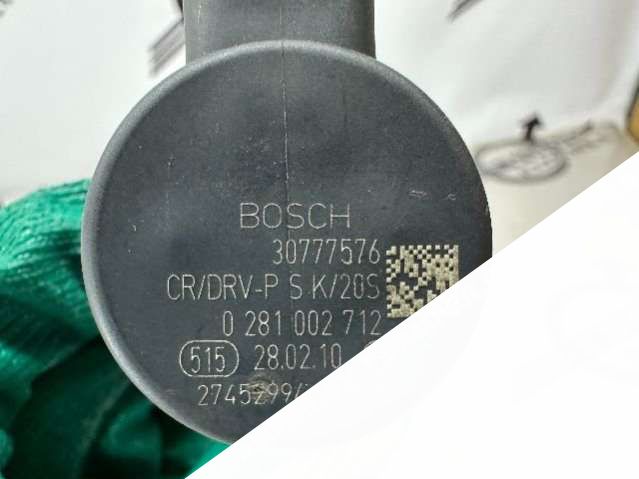 BOSCH
30777576
CR/DRV-P S K/20S
0 281 002 712
515 28.02.10